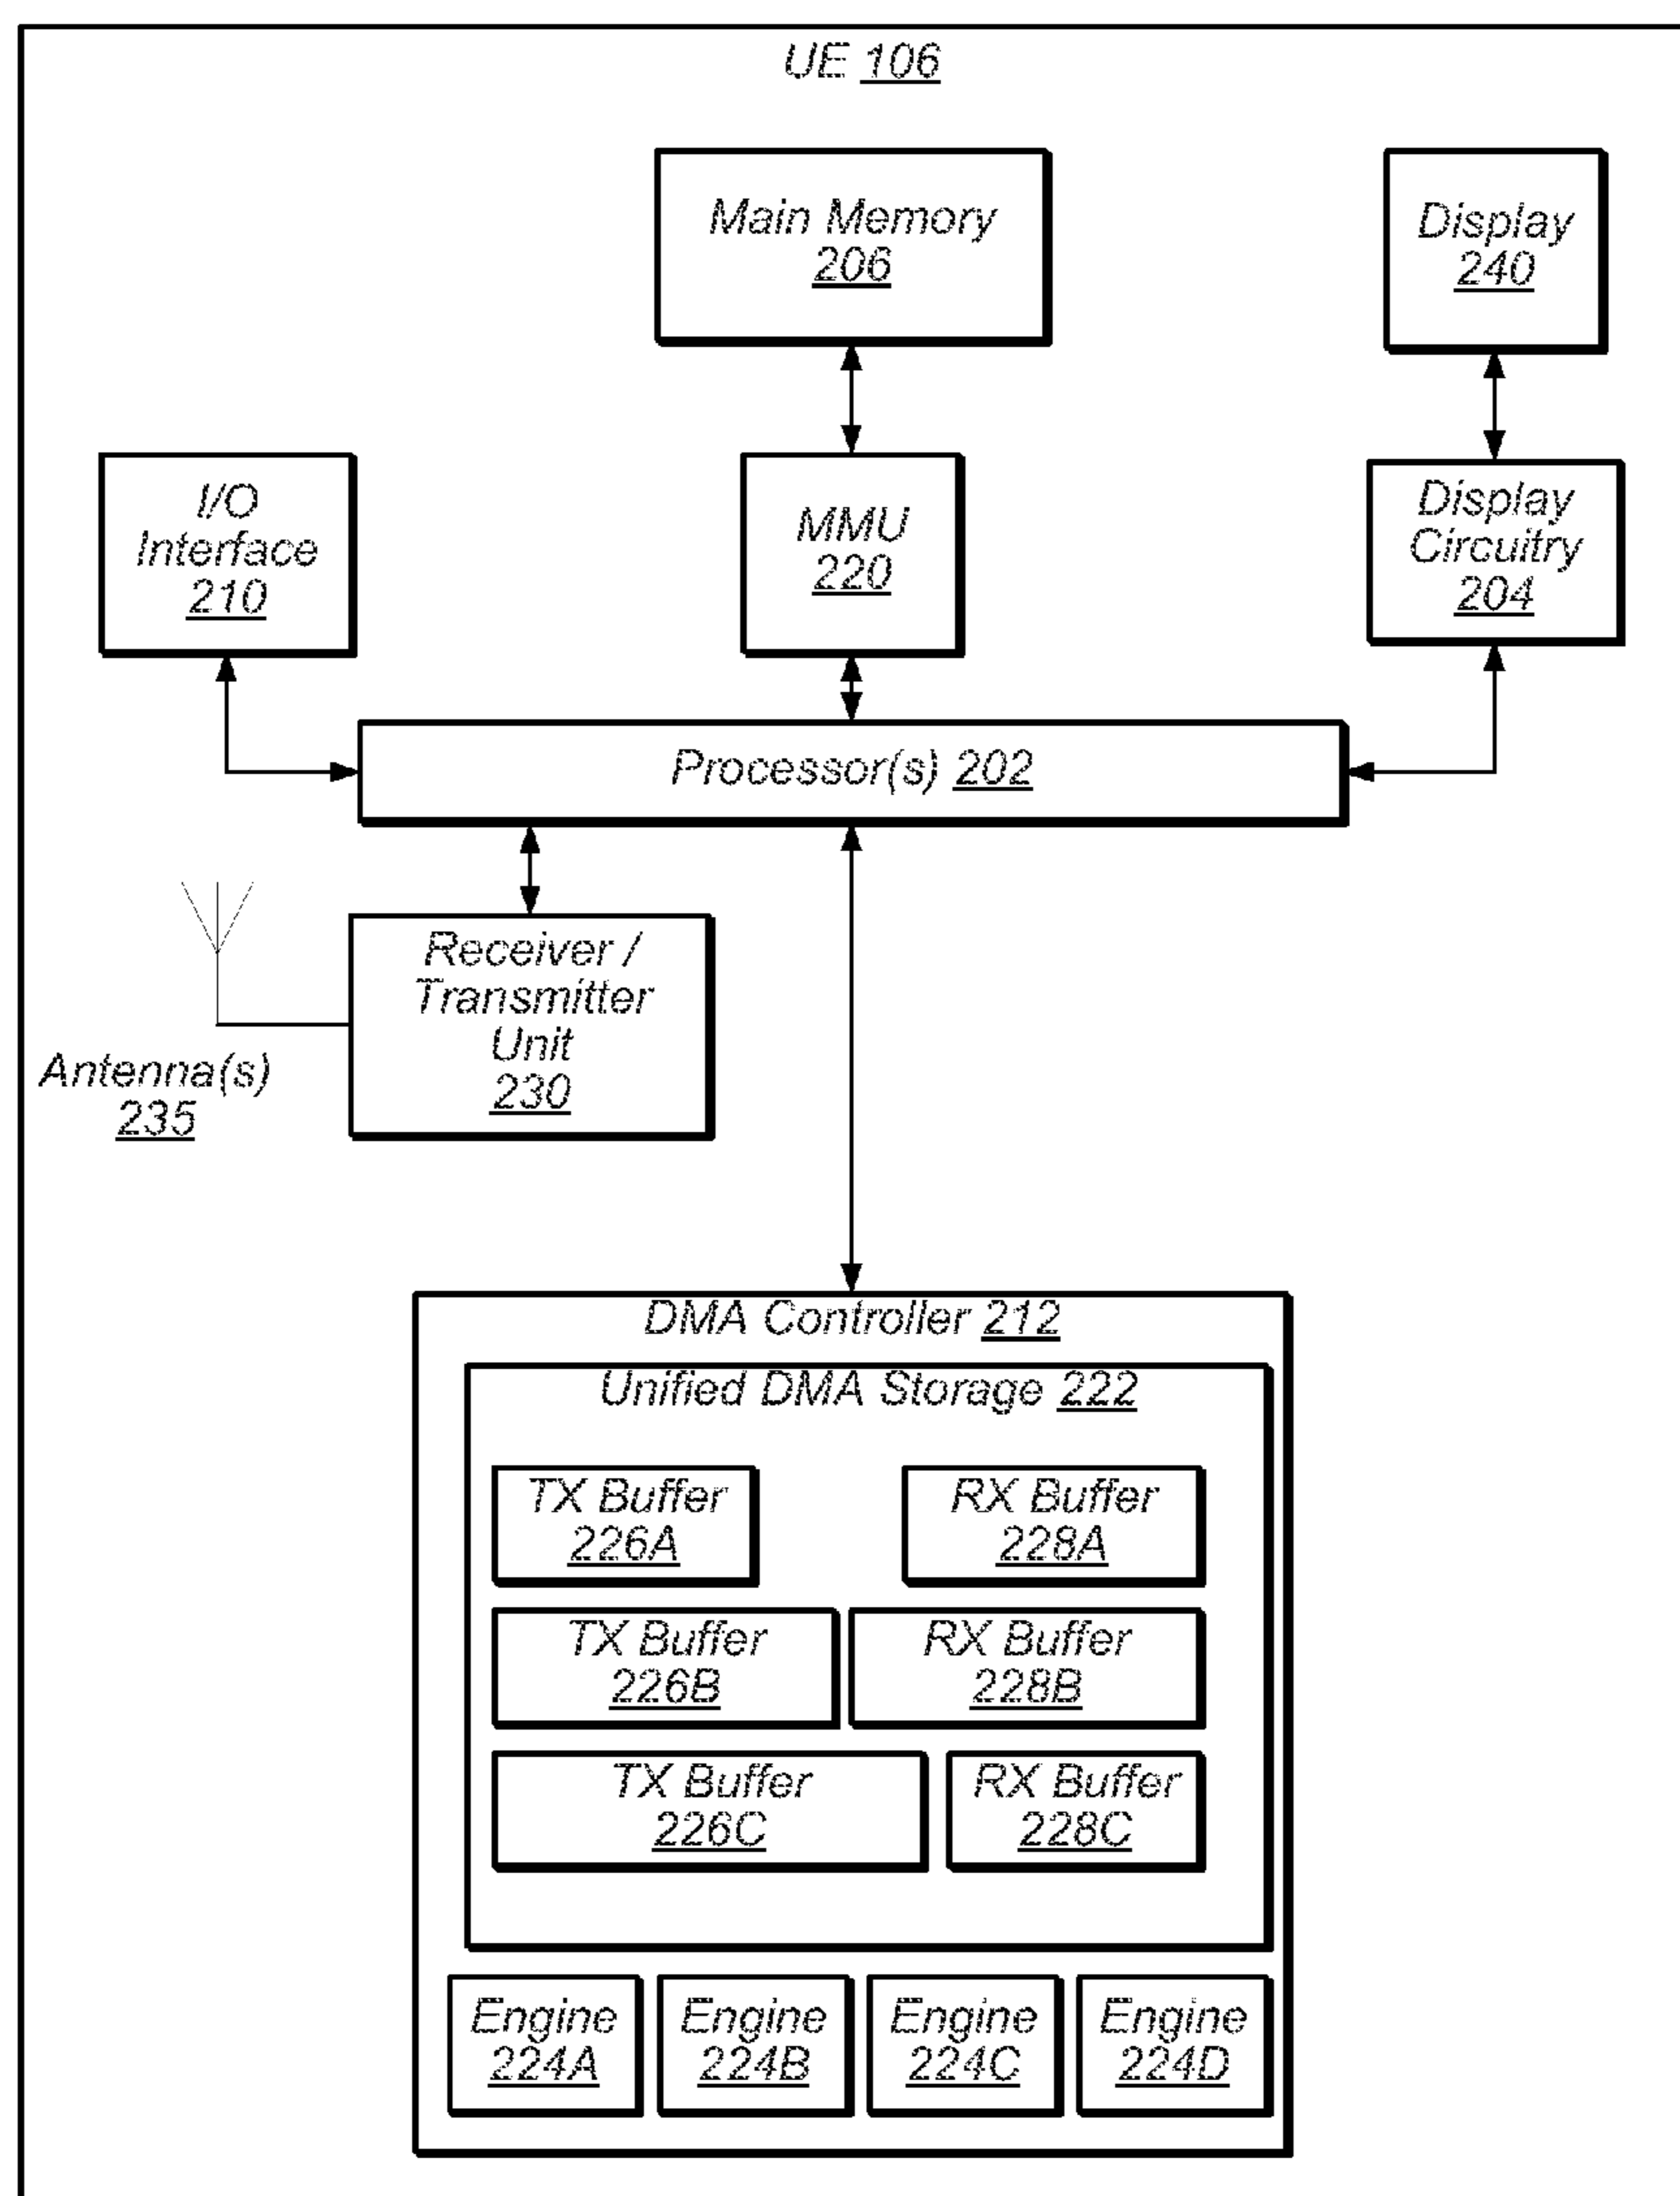 UE 106
Main Memory
206
Display
240
I/O
Interface
210
MMU
220
Display
Circuitry
204
Processor(s) 202
Receiver /
Transmitter
Unit
230
Antenna(s)
235
DMA Controller 212
Unified DMA Storage 222
TX Buffer
226A
RX Buffer
228A
TX Buffer
226B
RX Buffer
228B
TX Buffer
226C
RX Buffer
228C
Engine
224A
Engine
224B
Engine
224C
Engine
224D